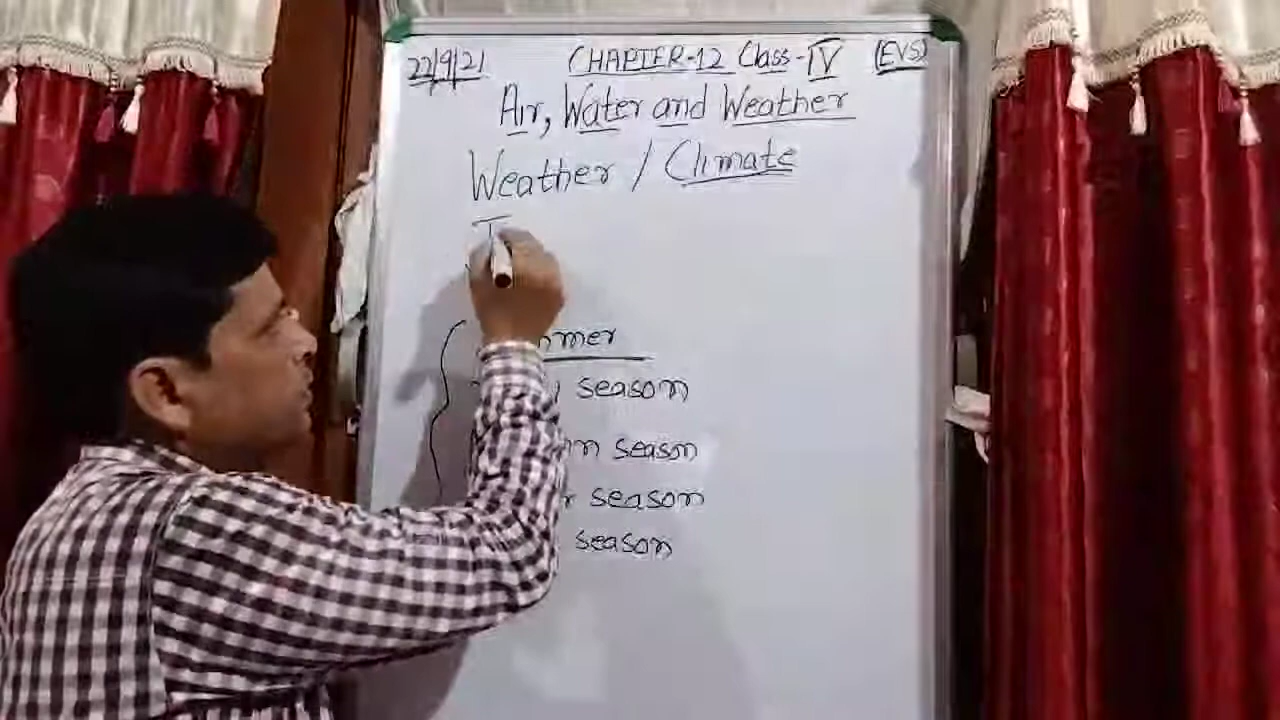 22/9/21 CHAPTER-12 Class-IV (EVS)
Air, Water and Weather
Weather / Climate
season
season
season
season